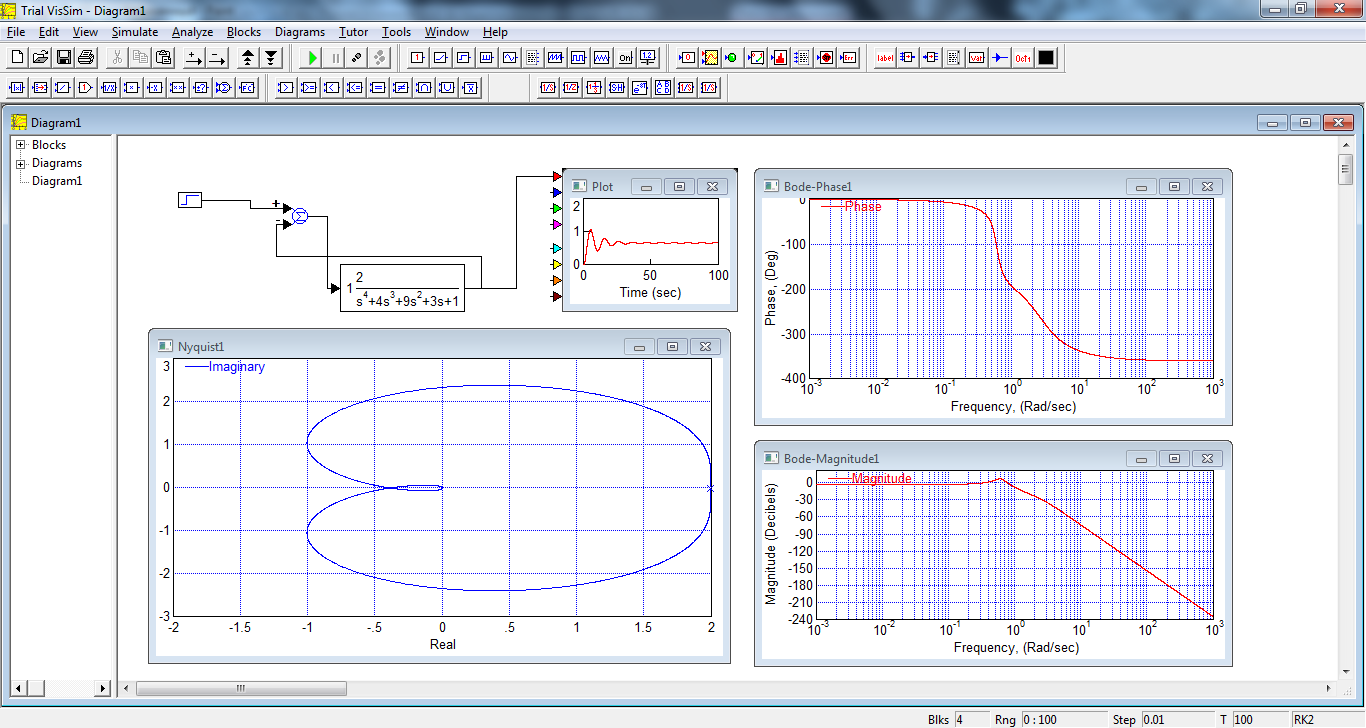 Trial VisSim - Diagram1
File Edit View Simulate Analyze Blocks Diagrams Tutor Tools Window Help
Diagram1
Blocks
Diagrams
Diagram1
Plot
2
1
0
0 50 100
Time (sec)
+
-
1
2
s4+4s3+9s2+3s+1
Nyquist1
Imaginary
3
2
1
0
-1
-2
-3
-2 -1.5 -1 -.5 0 .5 1 1.5 2
Real
Bode-Phase1
Phase
Phase, (Deg)
0
-100
-200
-300
-400
10-3 10-2 10-1 100 101 102 103
Frequency, (Rad/sec)
Bode-Magnitude1
Magnitude
Magnitude (Decibels)
0
-30
-60
-90
-120
-150
-180
-210
-240
10-3 10-2 10-1 100 101 102 103
Frequency, (Rad/sec)
Blks 4 Rng 0 : 100 Step 0.01 T 100 RK2